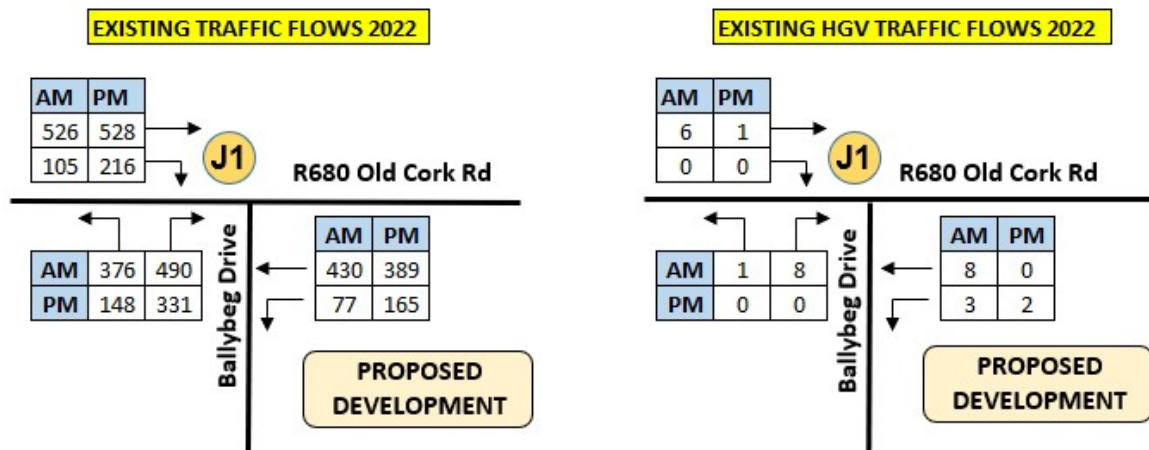 EXISTING TRAFFIC FLOWS 2022
AM PM
526 528
105 216
J1
R680 Old Cork Rd
AM 376 490
PM 148 331
Ballybeg Drive
AM PM
430 389
77 165
PROPOSED
DEVELOPMENT
EXISTING HGV TRAFFIC FLOWS 2022
AM PM
6 1
0 0
J1
R680 Old Cork Rd
AM 1 8
PM 0 0
Ballybeg Drive
AM PM
8 0
3 2
PROPOSED
DEVELOPMENT